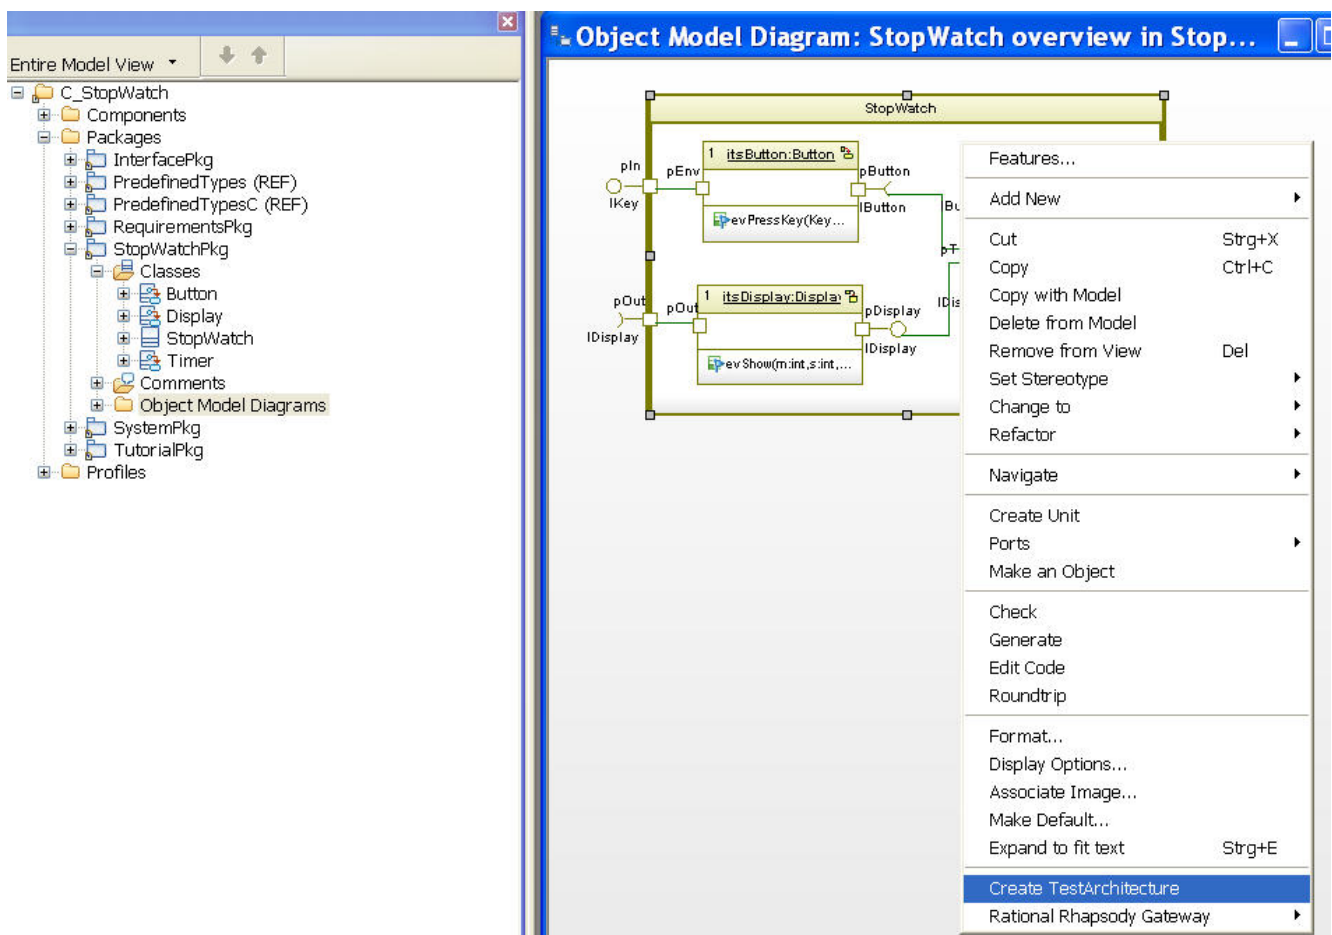 Entire Model View
C_StopWatch
Components
Packages
InterfacePkg
PredefinedTypes (REF)
PredefinedTypesC (REF)
RequirementsPkg
StopWatchPkg
Classes
Button
Display
StopWatch
Timer
Comments
Object Model Diagrams
SystemPkg
TutorialPkg
Profiles
Object Model Diagram: StopWatch overview in Stop...
StopWatch
pIn
IKey
pEnv
1 itsButton:Button
evPressKey(Key...
pButton
IButton
Bu
pT
pOut
IDisplay
pOut
1 itsDisplay:Displa
evShow(m:int,s:int,...
pDisplay
IDisplay
IDis
Features...
Add New
Cut Strg+X
Copy Ctrl+C
Copy with Model
Delete from Model
Remove from View Del
Set Stereotype
Change to
Refactor
Navigate
Create Unit
Ports
Make an Object
Check
Generate
Edit Code
Roundtrip
Format...
Display Options...
Associate Image...
Make Default...
Expand to fit text Strg+E
Create TestArchitecture
Rational Rhapsody Gateway